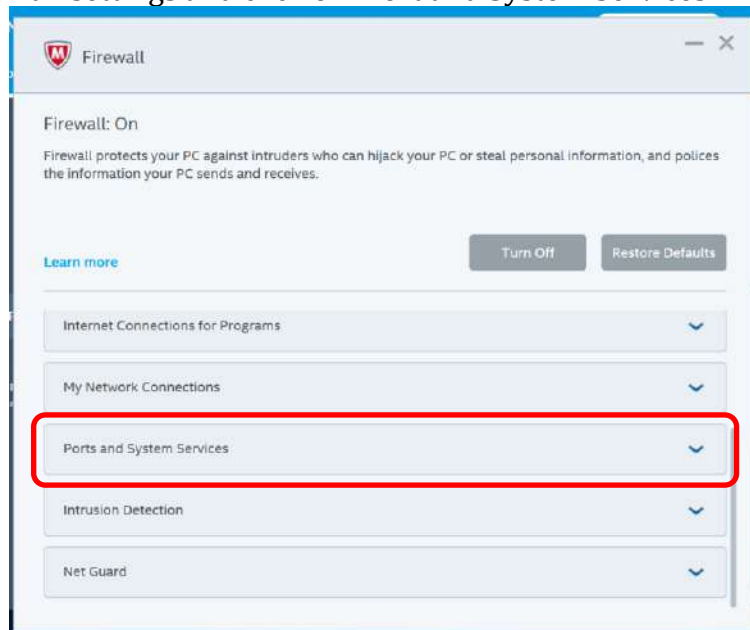 Firewall
Firewall: On
Firewall protects your PC against intruders who can hijack your PC or steal personal information, and polices
the information your PC sends and receives.
Turn Off
Restore Defaults
Learn more
Internet Connections for Programs
My Network Connections
Ports and System Services
Intrusion Detection
Net Guard